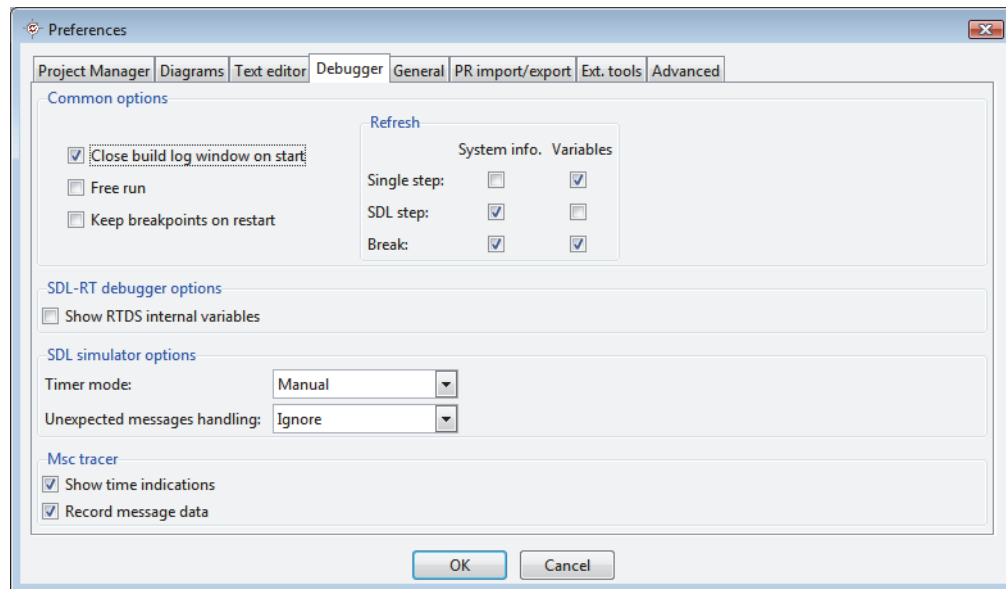 Preferences
Project Manager Diagrams Text editor Debugger General PR import/export Ext. tools Advanced
Common options
Close build log window on start
Free run
Keep breakpoints on restart
Refresh
System info. Variables
Single step:
SDL step:
Break:
SDL-RT debugger options
Show RTDS internal variables
SDL simulator options
Timer mode: Manual
Unexpected messages handling: Ignore
Msc tracer
Show time indications
Record message data
OK Cancel